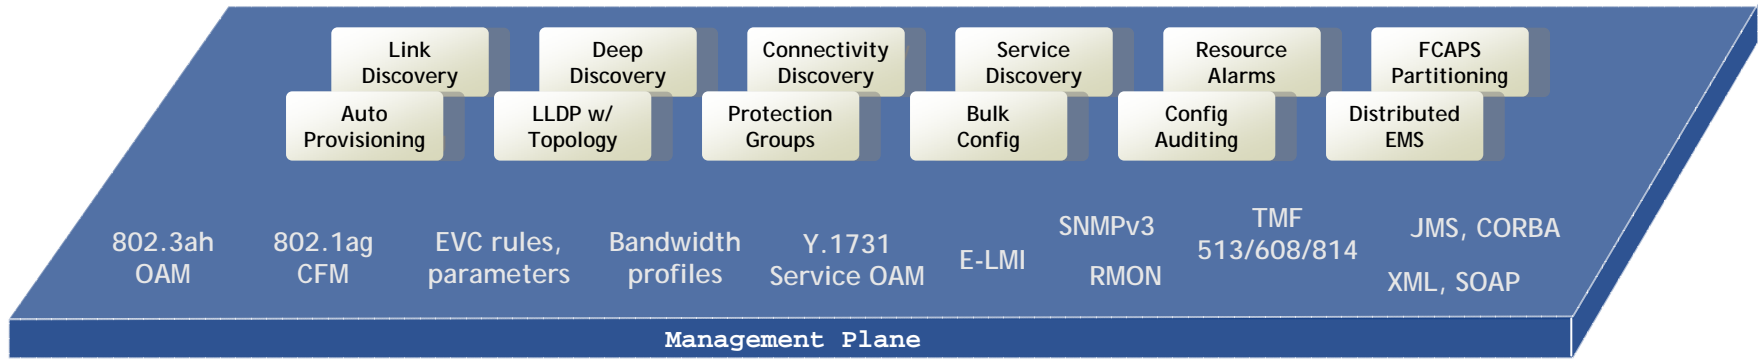 Link
Discovery
Deep
Discovery
Connectivity
Discovery
Service
Discovery
Resource
Alarms
FCAPS
Partitioning
Auto
Provisioning
LLDP w/
Topology
Protection
Groups
Bulk
Config
Config
Auditing
Distributed
EMS
802.3ah
OAM
802.1ag
CFM
EVC rules,
parameters
Bandwidth
profiles
Y.1731
Service OAM
E-LMI
SNMPv3
RMON
TMF
513/608/814
JMS, CORBA
XML, SOAP
Management Plane